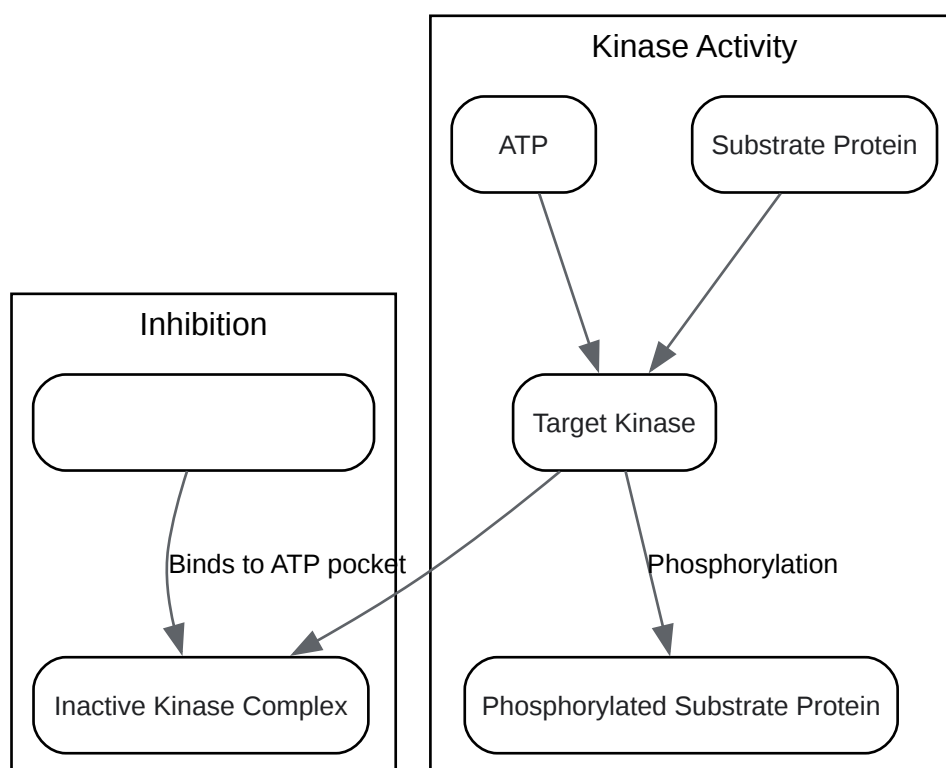 Kinase Activity
ATP
Substrate Protein
Inhibition
Target Kinase
Binds to ATP pocket
Phosphorylation
Inactive Kinase Complex
Phosphorylated Substrate Protein